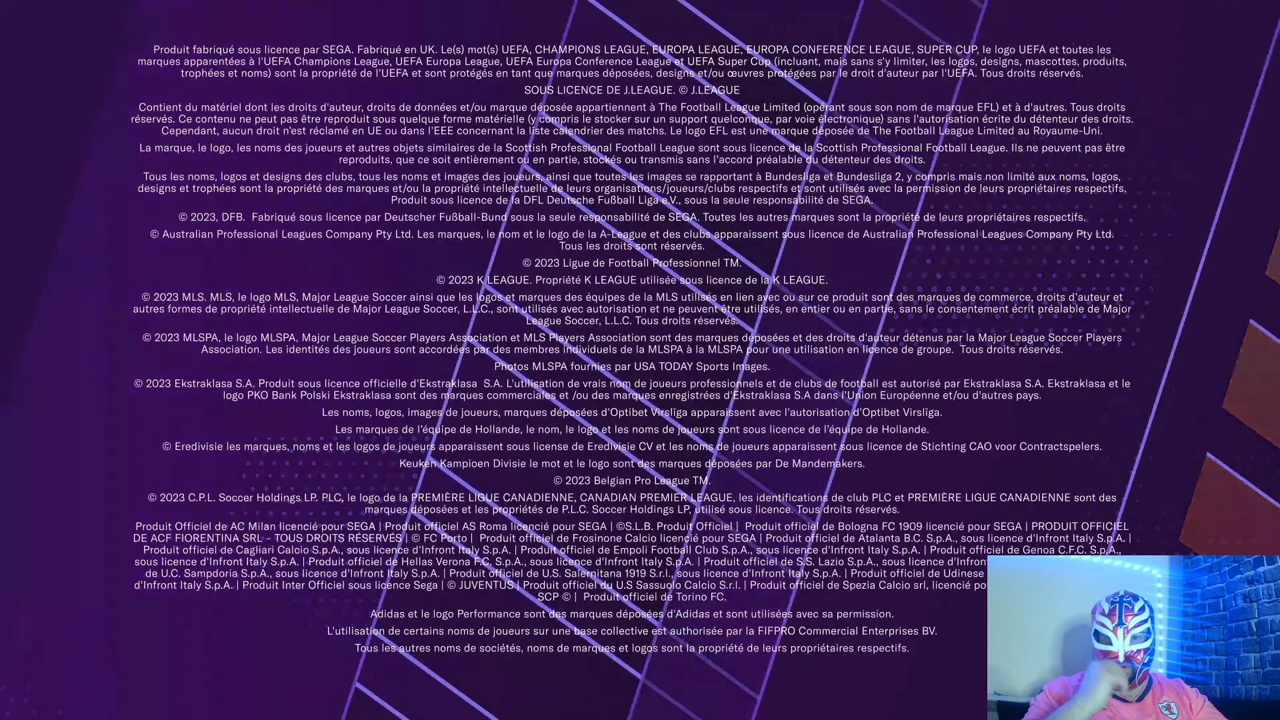 Produit fabriqué sous licence par SEGA. Fabriqué en UK. Le(s) mot(s) UEFA, CHAMPIONS LEAGUE, EUROPA LEAGUE, EUROPA CONFERENCE LEAGUE, SUPER CUP, le logo UEFA et toutes les
marques apparentées à l'UEFA Champions League, UEFA Europa League, UEFA Europa Conference League et UEFA Super Cup (incluant, mais sans s'y limiter, les logos, designs, mascottes, produits,
trophées et noms) sont la propriété de l'UEFA et sont protégés en tant que marques déposées, designs et/ou œuvres protégées par le droit d'auteur par l'UEFA. Tous droits réservés.
SOUS LICENCE DE J.LEAGUE. © J.LEAGUE
Contient du matériel dont les droits d'auteur, droits de données et/ou marque déposée appartiennent à The Football League Limited (opérant sous son nom de marque EFL) et à d'autres. Tous droits
réservés. Ce contenu ne peut pas être reproduit sous quelque forme matérielle (y compris le stocker sur un support quelconque, par voie électronique) sans l'autorisation écrite du détenteur des droits.
Cependant, aucun droit n'est réclamé en UE ou dans l'EEE concernant la liste calendrier des matchs. Le logo EFL est une marque déposée de The Football League Limited au Royaume-Uni.
La marque, le logo, les noms des joueurs et autres objets similaires de la Scottish Professional Football League sont sous licence de la Scottish Professional Football League. Ils ne peuvent pas être
reproduits, que ce soit entièrement ou en partie, stockés ou transmis sans l'accord préalable du détenteur des droits.
Tous les noms, logos et designs des clubs, tous les noms et images des joueurs, ainsi que toutes les images se rapportant à Bundesliga et Bundesliga 2, y compris mais non limité aux noms, logos,
designs et trophées sont la propriété des marques et/ou la propriété intellectuelle de leurs organisations/joueurs/clubs respectifs et sont utilisés avec la permission de leurs propriétaires respectifs,
Produit sous licence de la DFL Deutsche Fußball Liga e.V., sous la seule responsabilité de SEGA.
© 2023, DFB. Fabriqué sous licence par Deutscher Fußball-Bund sous la seule responsabilité de SEGA. Toutes les autres marques sont la propriété de leurs propriétaires respectifs.
© Australian Professional Leagues Company Pty Ltd. Les marques, le nom et le logo de la A-League et des clubs apparaissent sous licence de Australian Professional Leagues Company Pty Ltd.
Tous les droits sont réservés.
© 2023 Ligue de Football Professionnel TM.
© 2023 K LEAGUE. Propriété K LEAGUE utilisée sous licence de la K LEAGUE.
© 2023 MLS. MLS, le logo MLS, Major League Soccer ainsi que les logos et marques des équipes de la MLS utilisés en lien avec ou sur ce produit sont des marques de commerce, droits d'auteur et
autres formes de propriété intellectuelle de Major League Soccer, L.L.C., sont utilisés avec autorisation et ne peuvent être utilisés, en entier ou en partie, sans le consentement écrit préalable de Major
League Soccer, L.L.C. Tous droits réservés.
© 2023 MLSPA, le logo MLSPA, Major League Soccer Players Association et MLS Players Association sont des marques déposées et des droits d'auteur détenus par la Major League Soccer Players
Association. Les identités des joueurs sont accordées par des membres individuels de la MLSPA à la MLSPA pour une utilisation en licence de groupe. Tous droits réservés.
Photos MLSPA fournies par USA TODAY Sports Images.
© 2023 Ekstraklasa S.A. Produit sous licence officielle d'Ekstraklasa S.A. L'utilisation de vrais nom de joueurs professionnels et de clubs de football est autorisé par Ekstraklasa S.A. Ekstraklasa et le
logo PKO Bank Polski Ekstraklasa sont des marques commerciales et /ou des marques enregistrées d'Ekstraklasa S.A dans l'Union Européenne et/ou d'autres pays.
Les noms, logos, images de joueurs, marques déposées d'Optibet Virsliga apparaissent avec l'autorisation d'Optibet Virsliga.
Les marques de l'équipe de Hollande, le nom, le logo et les noms de joueurs sont sous licence de l'équipe de Hollande.
© Eredivisie les marques, noms et les logos de joueurs apparaissent sous license de Eredivisie CV et les noms de joueurs apparaissent sous licence de Stichting CAO voor Contractspelers.
Keuken Kampioen Divisie le mot et le logo sont des marques déposées par De Mandemakers.
© 2023 Belgian Pro League TM.
© 2023 C.P.L. Soccer Holdings LP. PLC, le logo de la PREMIÈRE LIGUE CANADIENNE, CANADIAN PREMIER LEAGUE, les identifications de club PLC et PREMIÈRE LIGUE CANADIENNE sont des
marques déposées et les propriétés de P.L.C. Soccer Holdings LP, utilisé sous licence. Tous droits réservés.
Produit Officiel de AC Milan licencié pour SEGA | Produit officiel AS Roma licencié pour SEGA | ©S.L.B. Produit Officiel | Produit officiel de Bologna FC 1909 licencié pour SEGA | PRODUIT OFFICIEL
DE ACF FIORENTINA SRL - TOUS DROITS RÉSERVÉS | © FC Porto | Produit officiel de Frosinone Calcio licencié pour SEGA | Produit officiel de Atalanta B.C. S.p.A., sous licence d'Infront Italy S.p.A. |
Produit officiel de Cagliari Calcio S.p.A., sous licence d'Infront Italy S.p.A. | Produit officiel de Empoli Football Club S.p.A., sous licence d'Infront Italy S.p.A. | Produit officiel de Genoa C.F.C. S.p.A.,
sous licence d'Infront Italy S.p.A. | Produit officiel de Hellas Verona F.C. S.p.A., sous licence d'Infront Italy S.p.A. | Produit officiel de S.S. Lazio S.p.A., sous licence d'Infron
de U.C. Sampdoria S.p.A., sous licence d'Infront Italy S.p.A. | Produit officiel de U.S. Salernitana 1919 S.r.l., sous licence d'Infront Italy S.p.A. | Produit officiel de Udinese
d'Infront Italy S.p.A. | Produit Inter Officiel sous licence Sega | © JUVENTUS | Produit officiel du U.S Sassuolo Calcio S.r.l. | Produit officiel de Spezia Calcio srl, licencié po
SCP © | Produit officiel de Torino FC.
Adidas et le logo Performance sont des marques déposées d'Adidas et sont utilisées avec sa permission.
L'utilisation de certains noms de joueurs sur une base collective est authorisée par la FIFPRO Commercial Enterprises BV.
Tous les autres noms de sociétés, noms de marques et logos sont la propriété de leurs propriétaires respectifs.